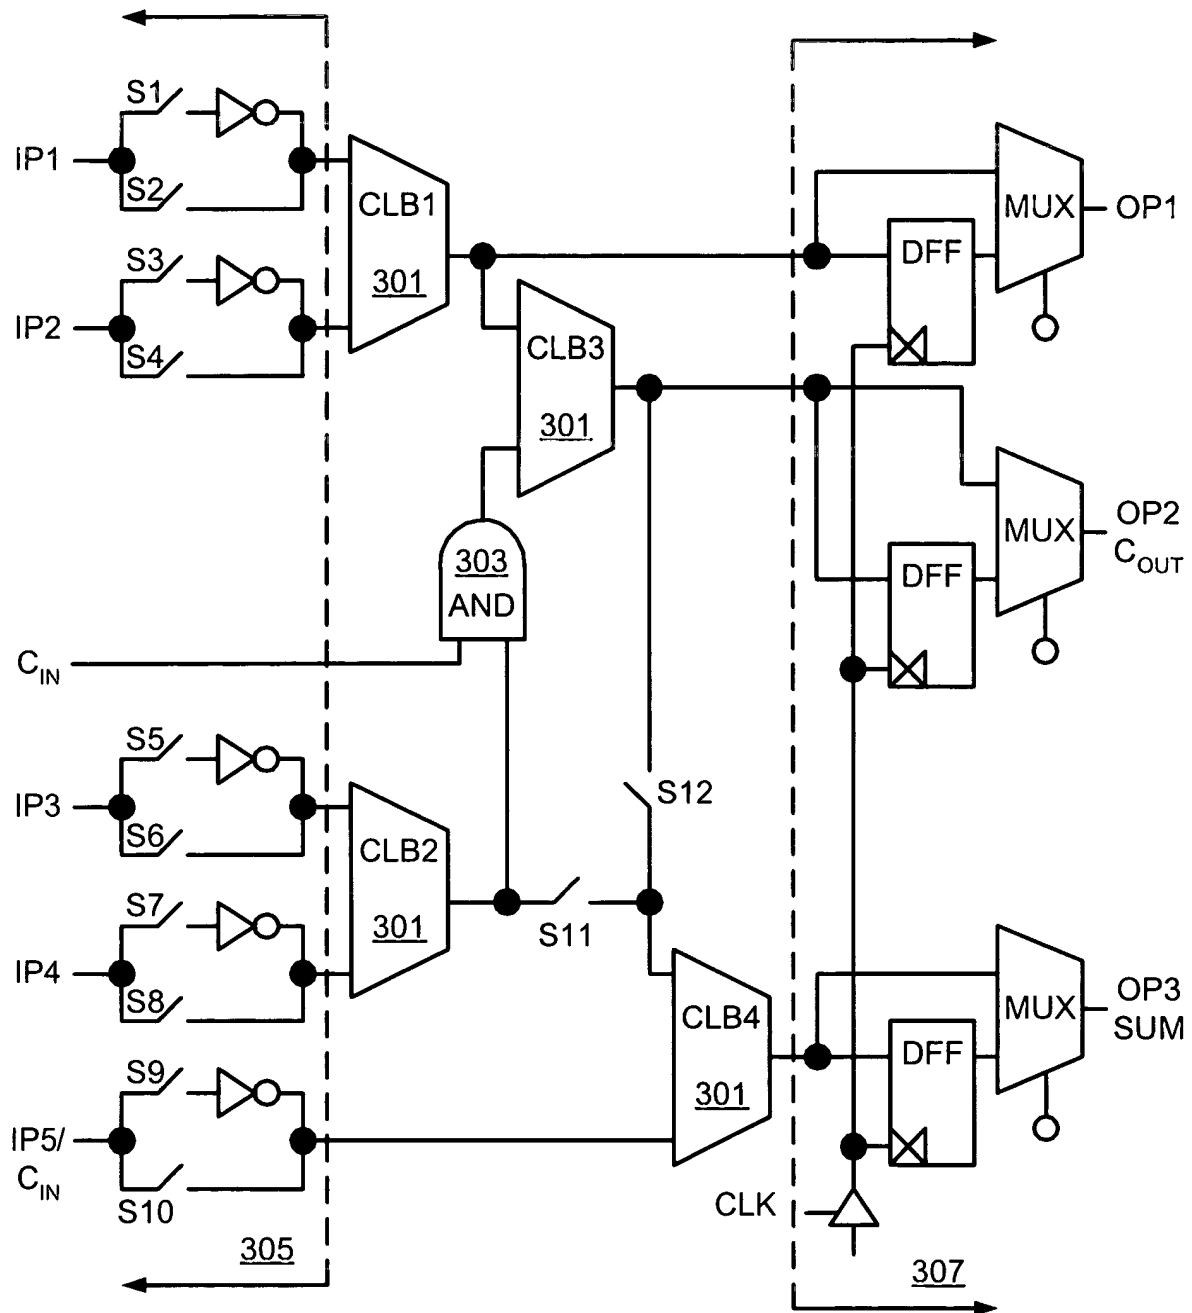 S1
IP1
S2
CLB1
301
S3
IP2
S4
CLB3
301
MUX
OP1
DFF
303
AND
C_IN
MUX
OP2
C_OUT
DFF
S5
IP3
S6
CLB2
301
S7
IP4
S8
S11
S12
CLB4
301
MUX
OP3
SUM
DFF
S9
IP5/
C_IN
S10
CLK
305
307